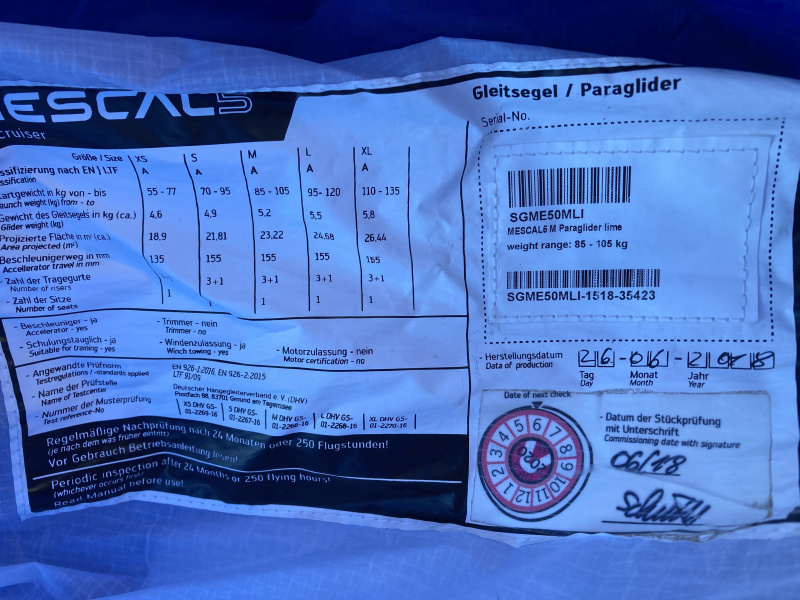 MESCAL5
cruiser
Größe / Size XS S M L XL
ssifizierung nach EN | LTF A A A A A
ssification
tartgewicht in kg von - bis 55 - 77 70 - 95 85 - 105 95- 120 110 - 135
aunch weight (kg) from - to
Gewicht des Gleitsegels in kg (ca.) 4,6 4,9 5,2 5,5 5,8
Glider weight (kg)
Projizierte Fläche in m² (ca.) 18,9 21,81 23,22 24,68 26,44
Area projected (m²)
Beschleunigerweg in mm 135 155 155 155 155
Accellerator travel in mm
- Zahl der Tragegurte 3+1 3+1 3+1 3+1
Number of risers
- Zahl der Sitze 1 1 1 1 1
Number of seats
- Beschleuniger - ja - Trimmer - nein
Accelerator - yes Trimmer - no
- Schulungstauglich - ja - Windenzulassung - ja - Motorzulassung - nein
Suitable for training - yes Winch towing - yes Motor certification - no
- Angewandte Prüfnorm EN 926-1:2016, EN 926-2:2015
Testregulations / -standards applied LTF 91/09
- Name der Prüfstelle Deutscher Hängegleiterverband e. V. (DHV)
Name of Testcenter Postfach 88, 83701 Gmund am Tegernsee
- Nummer der Musterprüfung XS DHV GS- S DHV GS- M DHV GS- L DHV GS- XL DHV GS-
Test reference-No 01-2259-16 01-2267-16 01-2266-16 01-2268-16 01-2270-16
Regelmäßige Nachprüfung nach 24 Monaten oder 250 Flugstunden!
(je nach dem was früher eintritt)
Vor Gebrauch Betriebsanleitung lesen!
Periodic inspection after 24 Months or 250 flying hours!
(whichever occurs first)
Read Manual before use!
Gleitsegel / Paraglider
Serial-No.
SGME50MLI
MESCAL5 M Paraglider lime
weight range: 85 - 105 kg
SGME50MLI-1518-35423
- Herstellungsdatum 26-06-2018
Data of production Tag Monat Jahr
Day Month Year
Date of next check
1 2 3 4 5 6 7 8 9 10 11 12
2020
- Datum der Stückprüfung
mit Unterschrift
Commissioning date with signature
06/18